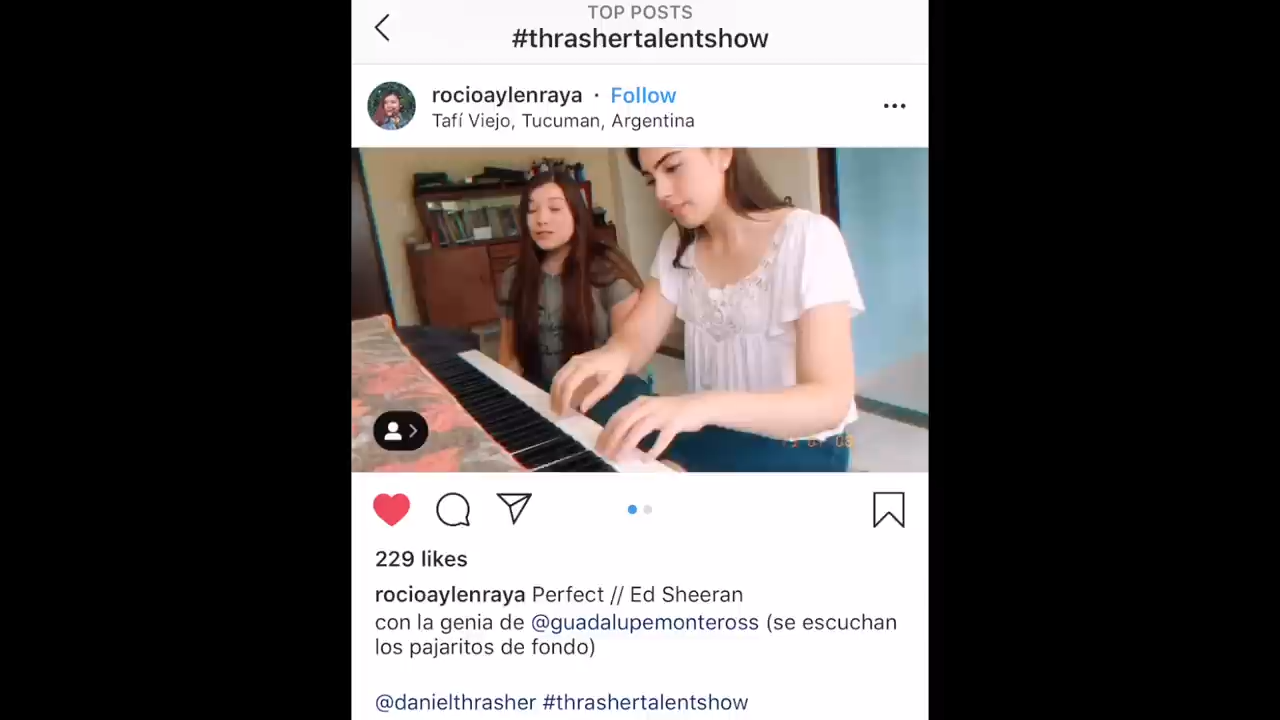 TOP POSTS
#thrashertalentshow
rocioaylenraya · Follow
Tafí Viejo, Tucuman, Argentina
229 likes
rocioaylenraya Perfect // Ed Sheeran
con la genia de @guadalupemonteross (se escuchan
los pajaritos de fondo)
@danielthrasher #thrashertalentshow